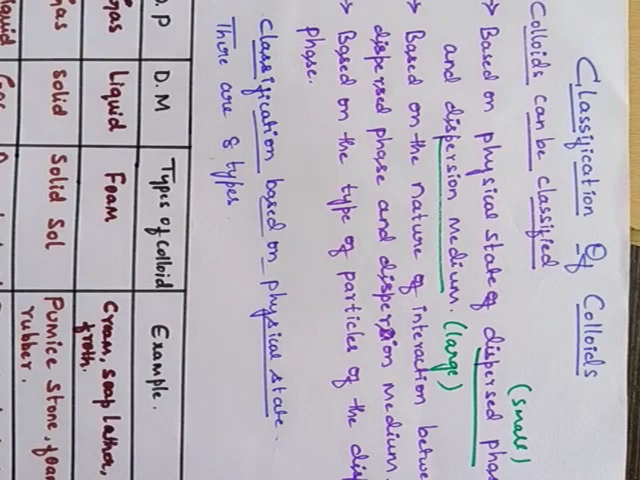 Classification Of Colloids
Colloids can be classified
(small)
>> Based on physical state of dispersed phas
and dispersion medium. (large)
>> Based on the nature of interaction betwe
dispersed phase and dispersion medium.
>> Based on the type of particles of the disp
phase.
Classification based on physical state.
There are 8 types.
D.P D.M Types of colloid Example.
Gas Liquid Foam Cream, soap lather, froth.
Gas Solid Solid Sol Pumice stone, foam rubber.